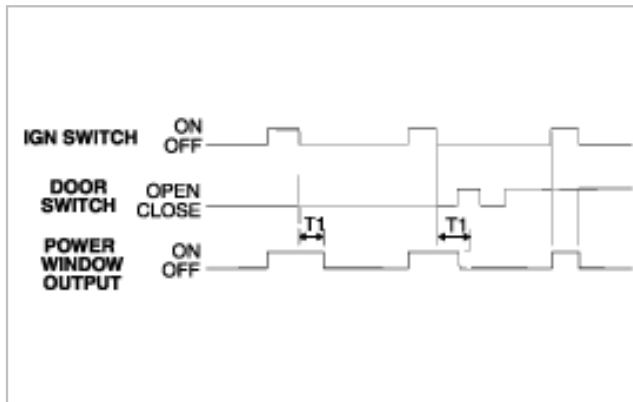 IGN SWITCH
ON
OFF
DOOR
SWITCH
OPEN
CLOSE
T1
T1
POWER
WINDOW
OUTPUT
ON
OFF